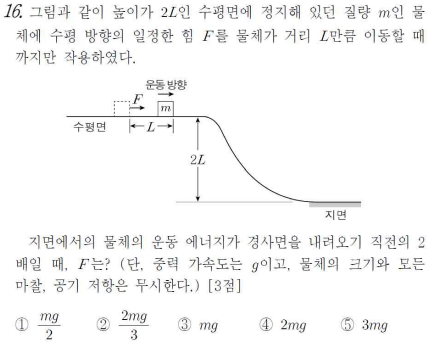 16. 그림과 같이 높이가 2L인 수평면에 정지해 있던 질량 m인 물
체에 수평 방향의 일정한 힘 F를 물체가 거리 L만큼 이동할 때
까지만 작용하였다.
운동 방향
F
m
수평면
L
2L
지면
지면에서의 물체의 운동 에너지가 경사면을 내려오기 직전의 2
배일 때, F는? (단, 중력 가속도는 g이고, 물체의 크기와 모든
마찰, 공기 저항은 무시한다.) [3점]
① mg/2 ② 2mg/3 ③ mg ④ 2mg ⑤ 3mg